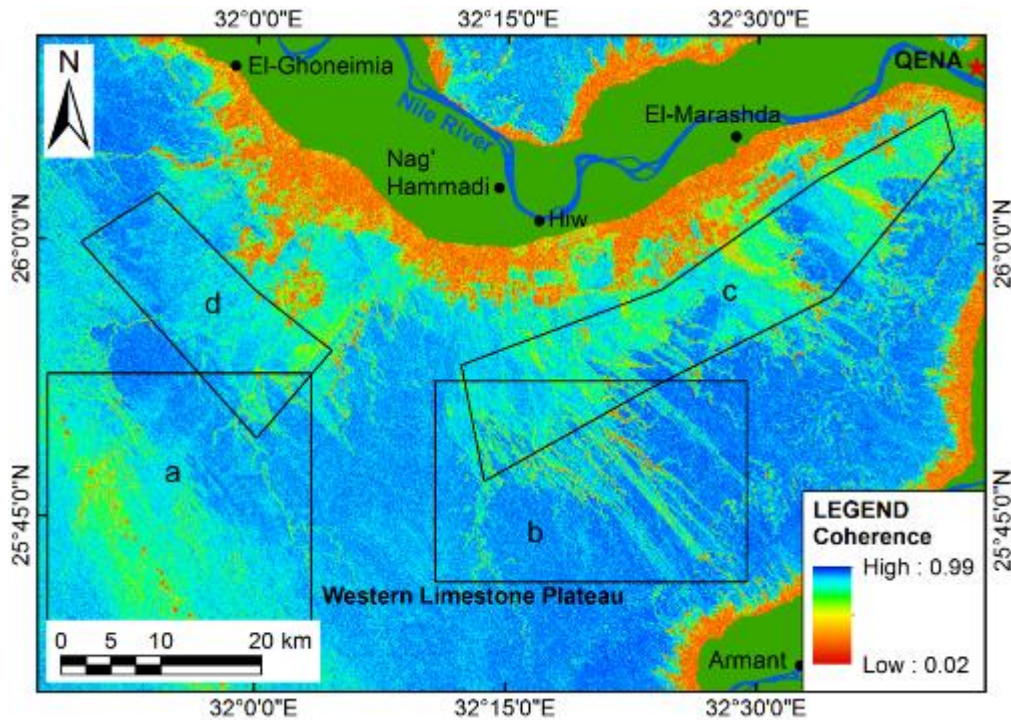 32°0'0"E
32°15'0"E
32°30'0"E
N
El-Ghoneimia
QENA
Nile River
El-Marashda
Nag'
Hammadi
Hiw
26°0'0"N
26°0'0"N
c
d
a
b
25°45'0"N
25°45'0"N
LEGEND
Coherence
High : 0.99
Low : 0.02
Western Limestone Plateau
0 5 10 20 km
Armant
32°0'0"E
32°15'0"E
32°30'0"E